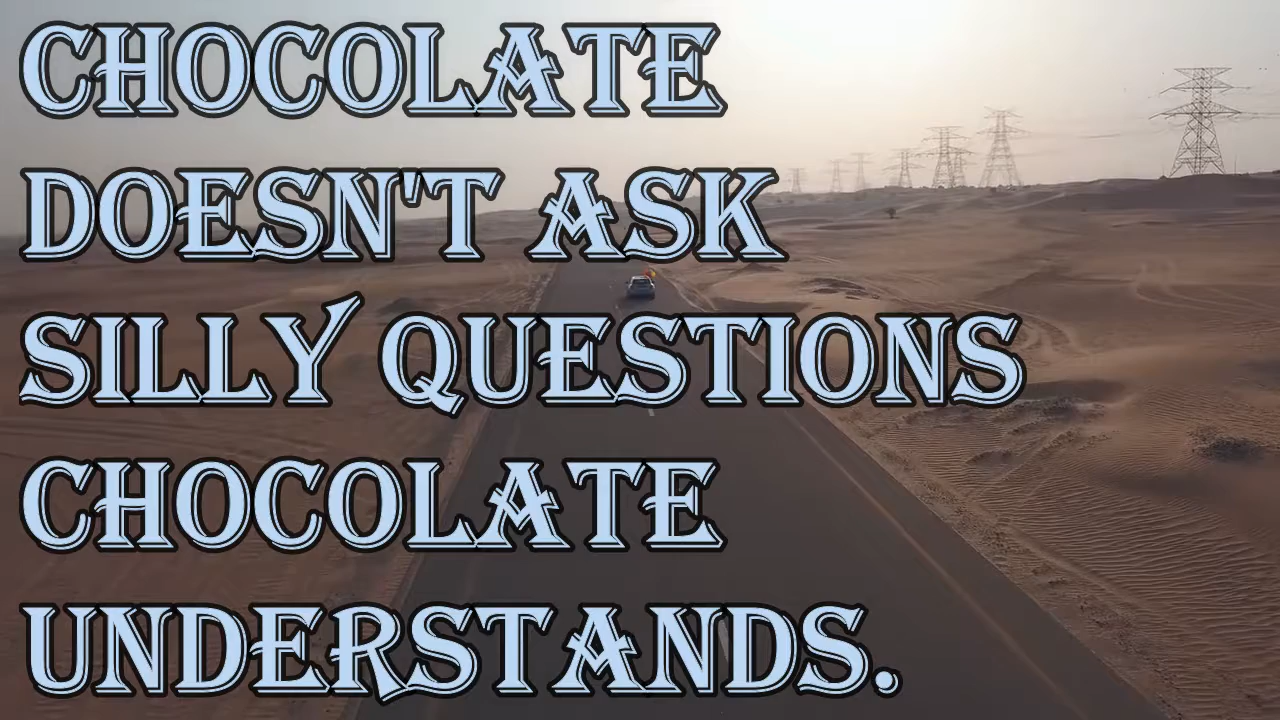 CHOCOLATE
DOESN'T ASK
SILLY QUESTIONS
CHOCOLATE
UNDERSTANDS.